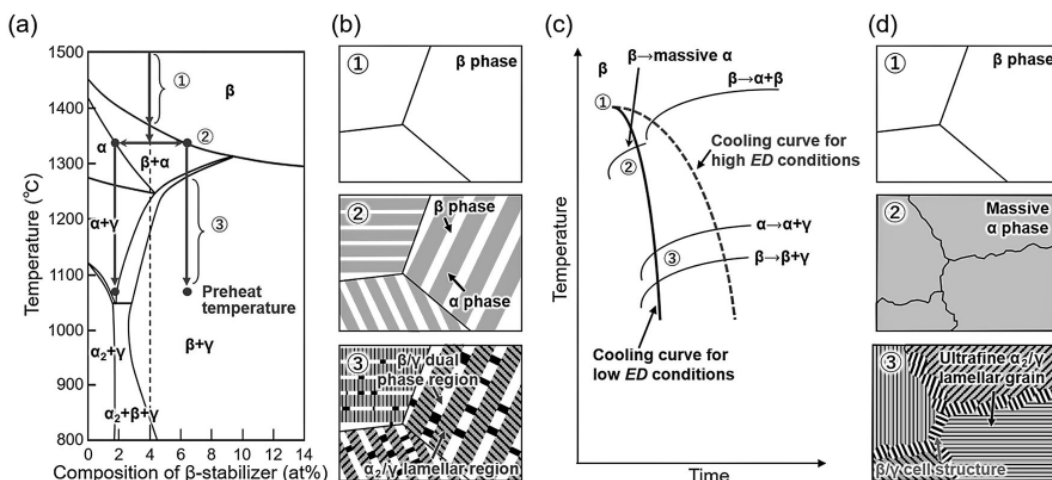 (a)
1500
1400
1300
1200
1100
1000
900
800
Temperature (°C)
0 2 4 6 8 10 12 14
Composition of β-stabilizer (at%)
①
β
②
α
β+α
α+γ
③
Preheat
temperature
α₂+γ
β+γ
α₂+β+γ
(b)
①
β phase
②
β phase
α phase
③
β/γ dual
phase region
α₂/γ lamellar region
(c)
Temperature
Time
β
β→massive α
β→α+β
①
Cooling curve for
high ED conditions
②
α→α+γ
③
β→β+γ
Cooling curve for
low ED conditions
(d)
①
β phase
②
Massive
α phase
③
Ultrafine α₂/γ
lamellar grain
β/γ cell structure